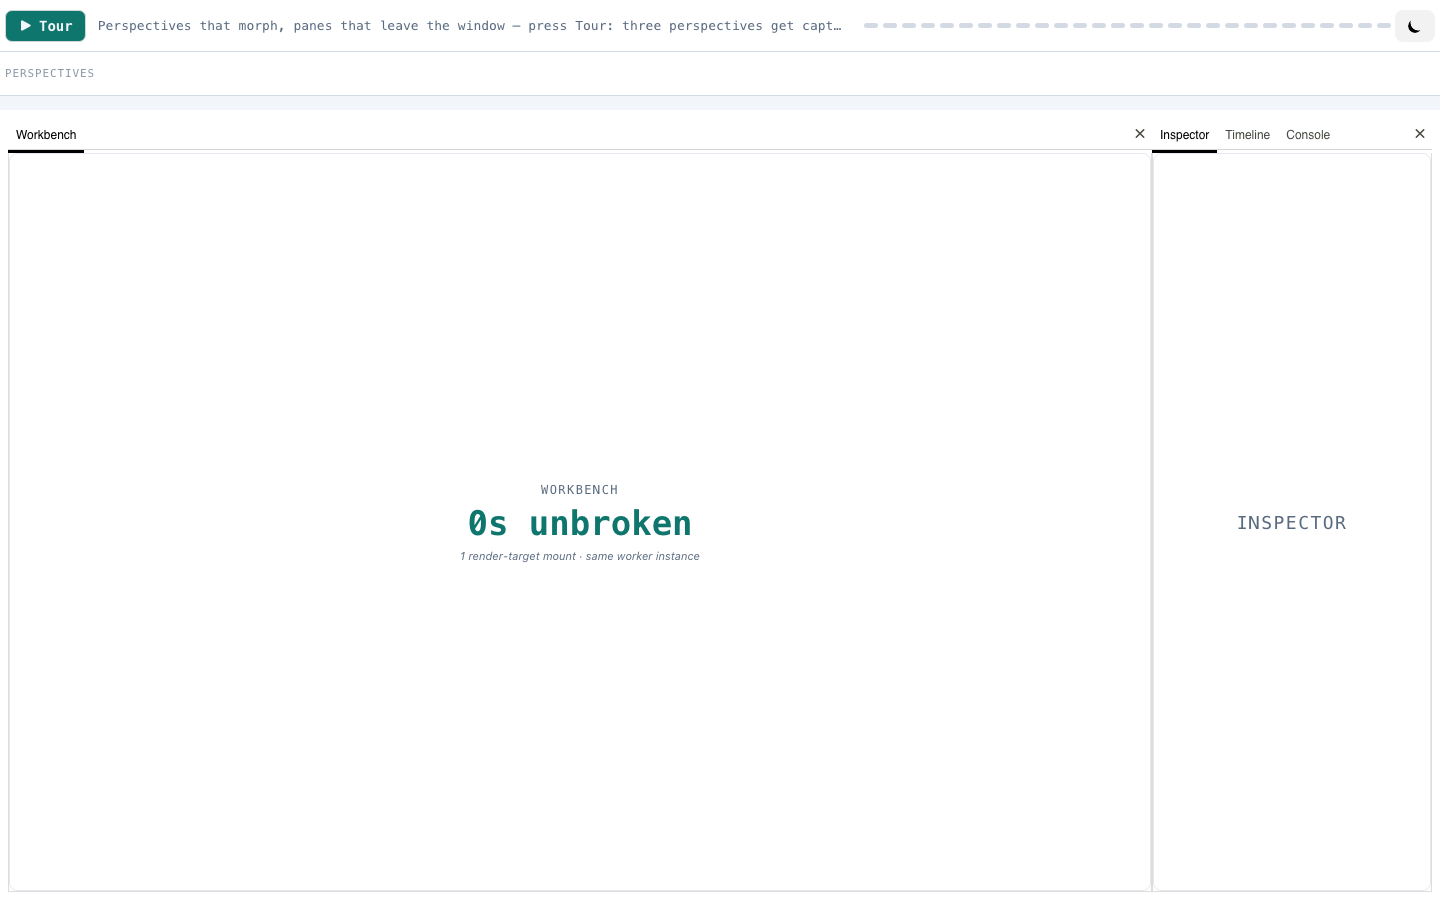 Tour
Perspectives that morph, panes that leave the window — press Tour: three perspectives get capt…
PERSPECTIVES
Workbench
Inspector Timeline Console
WORKBENCH
0s unbroken
1 render-target mount · same worker instance
INSPECTOR